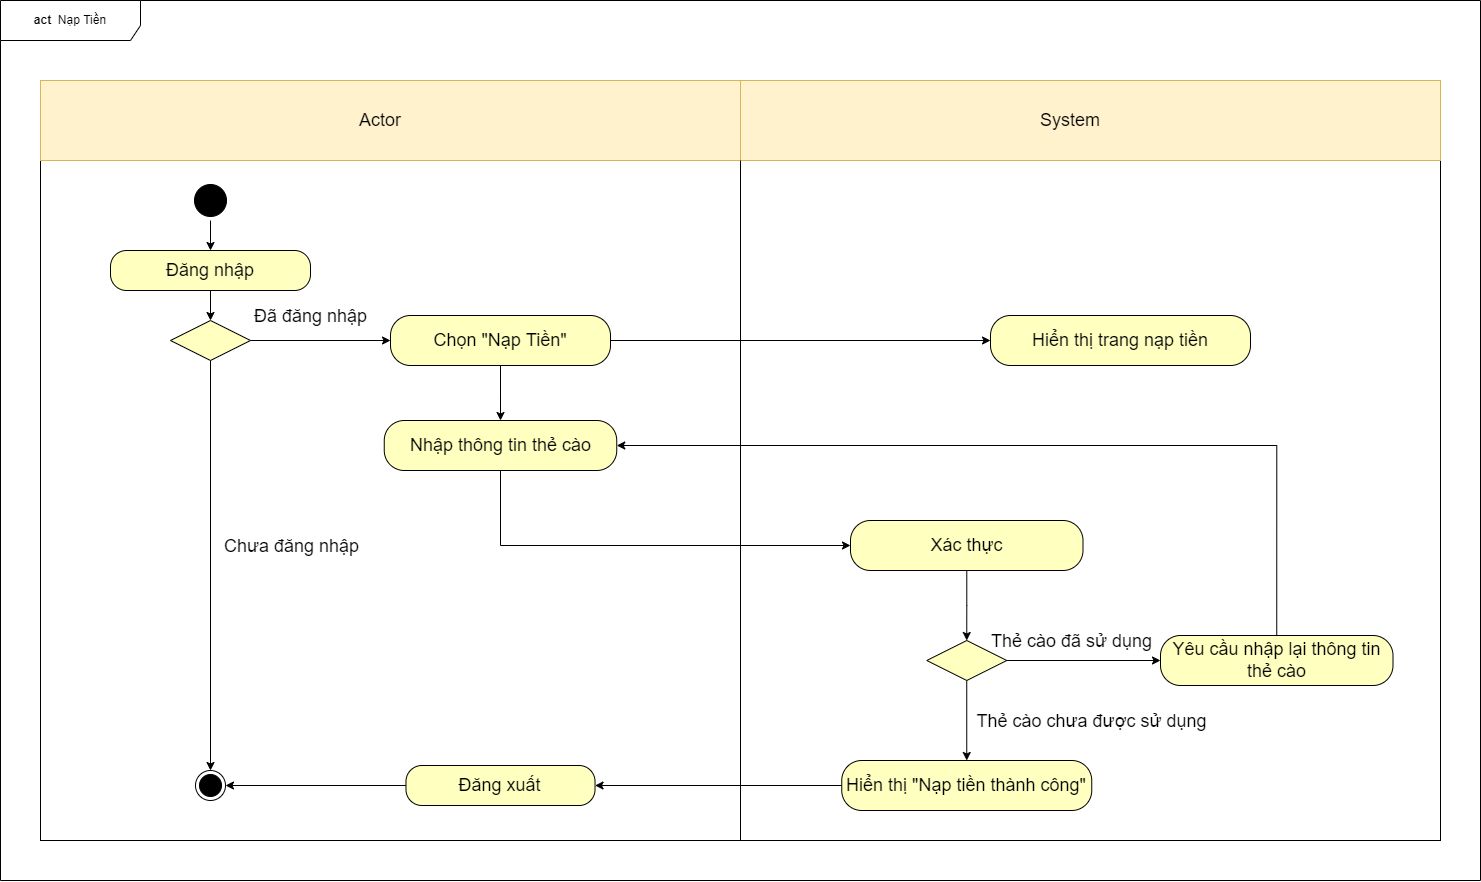 act Nạp Tiền
Actor
System
Đăng nhập
Đã đăng nhập
Chọn "Nạp Tiền"
Hiển thị trang nạp tiền
Nhập thông tin thẻ cào
Chưa đăng nhập
Xác thực
Thẻ cào đã sử dụng
Yêu cầu nhập lại thông tin
thẻ cào
Thẻ cào chưa được sử dụng
Đăng xuất
Hiển thị "Nạp tiền thành công"